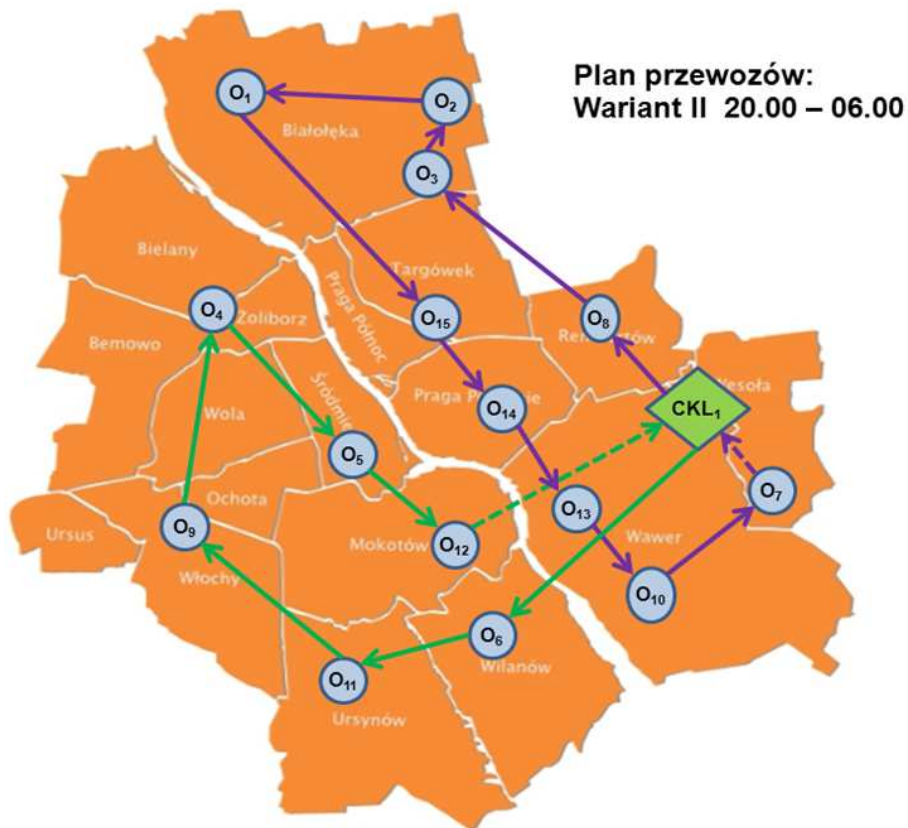 Plan przewozów:
Wariant II 20.00 – 06.00
O₁
O₂
Białołęka
O₃
Bielany
Targówek
Praga Północ
O₄
Żoliborz
O₁₅
O₈
Bemowo
Śródmie
Wola
Praga P
O₁₄
CKL₁
O₅
O₇
Ochota
O₁₃
Ursus
O₉
Mokotów
O₁₂
Wawer
Włochy
O₁₀
O₆
Wilanów
O₁₁
Ursynów